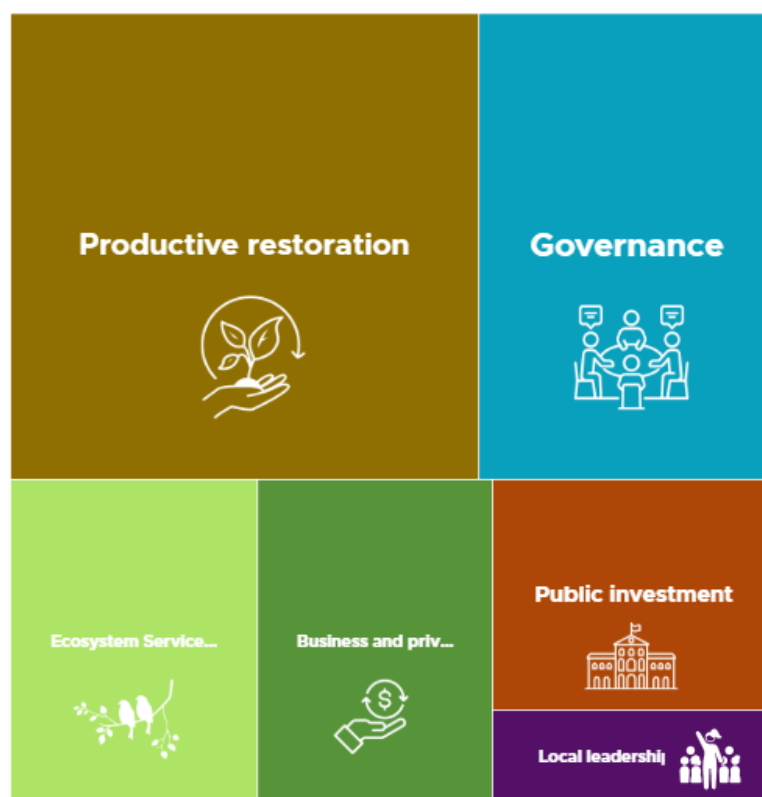 Productive restoration
Governance
Ecosystem Service...
Business and priv...
Public investment
Local leadershi